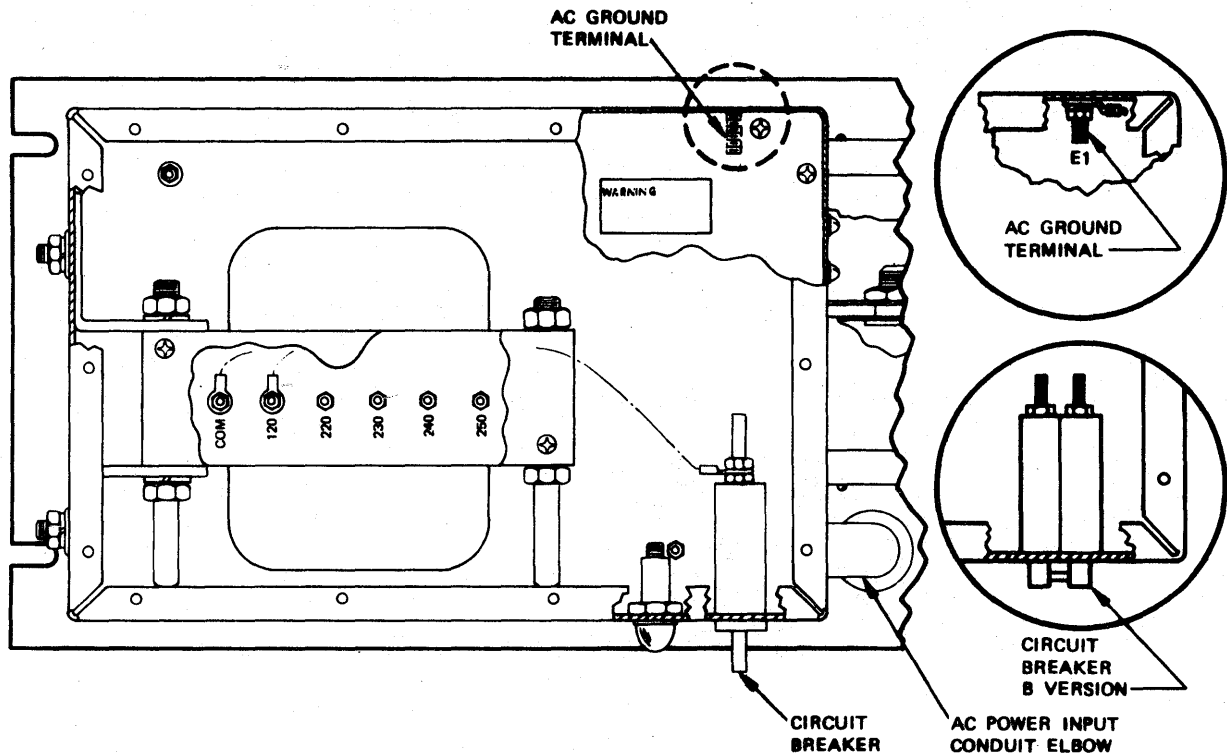 AC GROUND
TERMINAL
WARNING
E1
AC GROUND
TERMINAL
COM
120
220
230
240
250
CIRCUIT
BREAKER
B VERSION
CIRCUIT
BREAKER
AC POWER INPUT
CONDUIT ELBOW